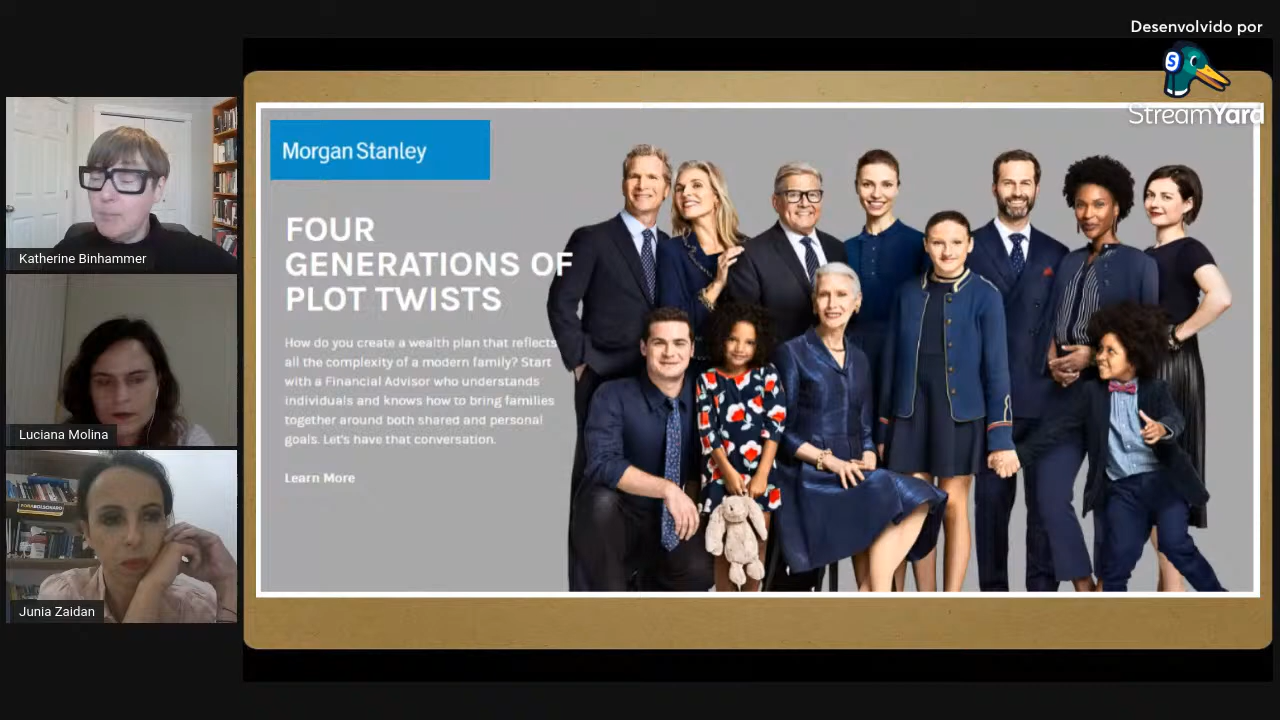 Desenvolvido por
StreamYard
Morgan Stanley
FOUR
GENERATIONS OF
PLOT TWISTS
How do you create a wealth plan that reflects
all the complexity of a modern family? Start
with a Financial Advisor who understands
individuals and knows how to bring families
together around both shared and personal
goals. Let's have that conversation.
Learn More
Katherine Binhammer
Luciana Molina
Junia Zaidan